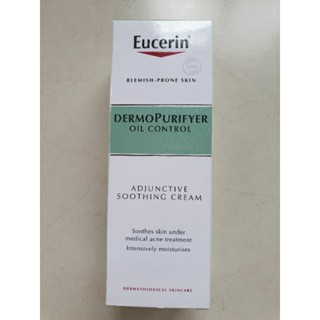 Eucerin®
BLEMISH-PRONE SKIN
DERMOPURIFYER
OIL CONTROL
ADJUNCTIVE
SOOTHING CREAM
Soothes skin under
medical acne treatment
Intensively moisturises
DERMATOLOGICAL SKINCARE